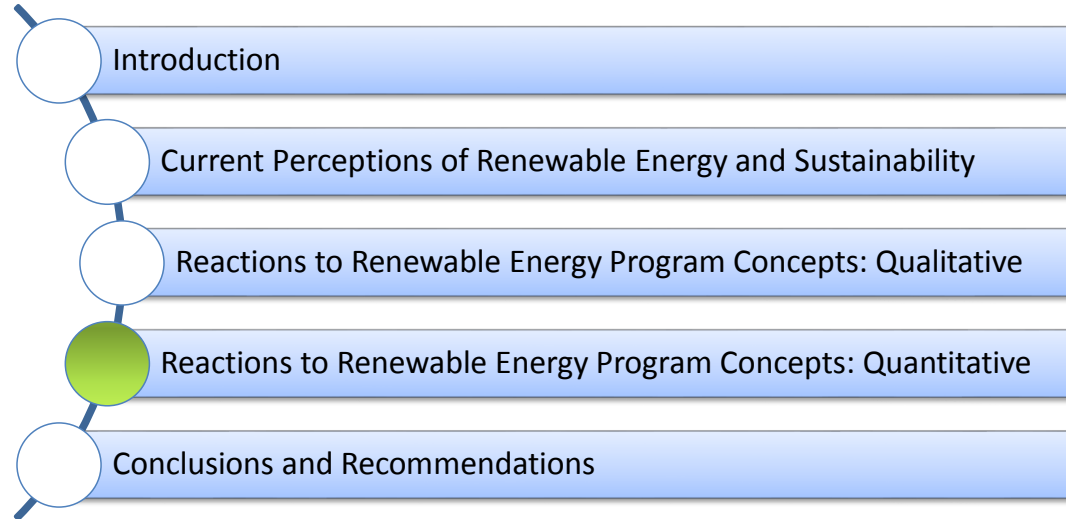 Introduction
Current Perceptions of Renewable Energy and Sustainability
Reactions to Renewable Energy Program Concepts: Qualitative
Reactions to Renewable Energy Program Concepts: Quantitative
Conclusions and Recommendations